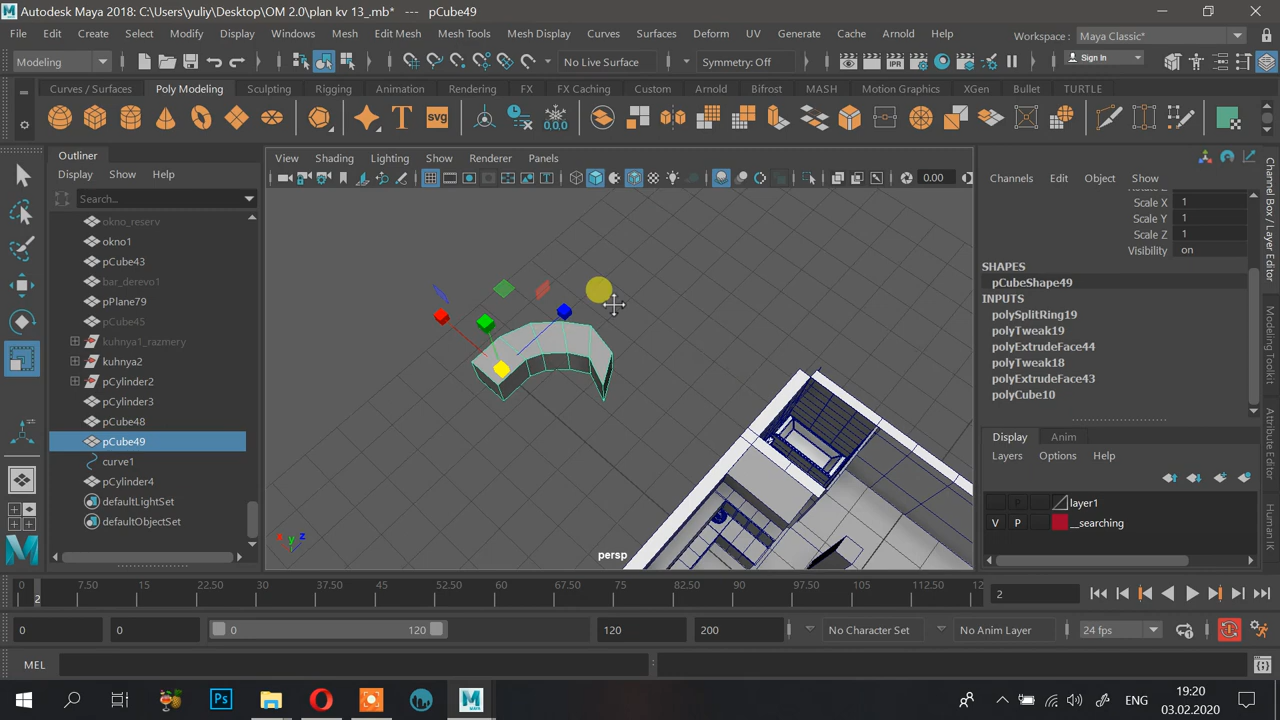 Autodesk Maya 2018: C:\Users\yuliy\Desktop\OM 2.0\plan kv 13_.mb*   ---   pCube49
File Edit Create Select Modify Display Windows Mesh Edit Mesh Mesh Tools Mesh Display Curves Surfaces Deform UV Generate Cache Arnold Help Workspace : Maya Classic*
Modeling No Live Surface Symmetry: Off IPR Sign In
Curves / Surfaces Poly Modeling Sculpting Rigging Animation Rendering FX FX Caching Custom Arnold Bifrost MASH Motion Graphics XGen Bullet TURTLE
T SVG 0,0,0
Outliner
Display Show Help
Search...
okno_reserv
okno1
pCube43
bar_derevo1
pPlane79
pCube45
kuhnya1_razmery
kuhnya2
pCylinder2
pCylinder3
pCube48
pCube49
curve1
pCylinder4
defaultLightSet
defaultObjectSet
View Shading Lighting Show Renderer Panels
0.00
persp
x y z
Channels Edit Object Show
Scale X 1
Scale Y 1
Scale Z 1
Visibility on
SHAPES
pCubeShape49
INPUTS
polySplitRing19
polyTweak19
polyExtrudeFace44
polyTweak18
polyExtrudeFace43
polyCube10
Display Anim
Layers Options Help
P layer1
V P __searching
Channel Box / Layer Editor
Modeling Toolkit
Attribute Editor
Human IK
0 7.50 15 22.50 30 37.50 45 52.50 60 67.50 75 82.50 90 97.50 105 112.50 12
2 2
0 0 0 120 120 200 No Character Set No Anim Layer 24 fps
MEL
Ps ENG 19:20
03.02.2020